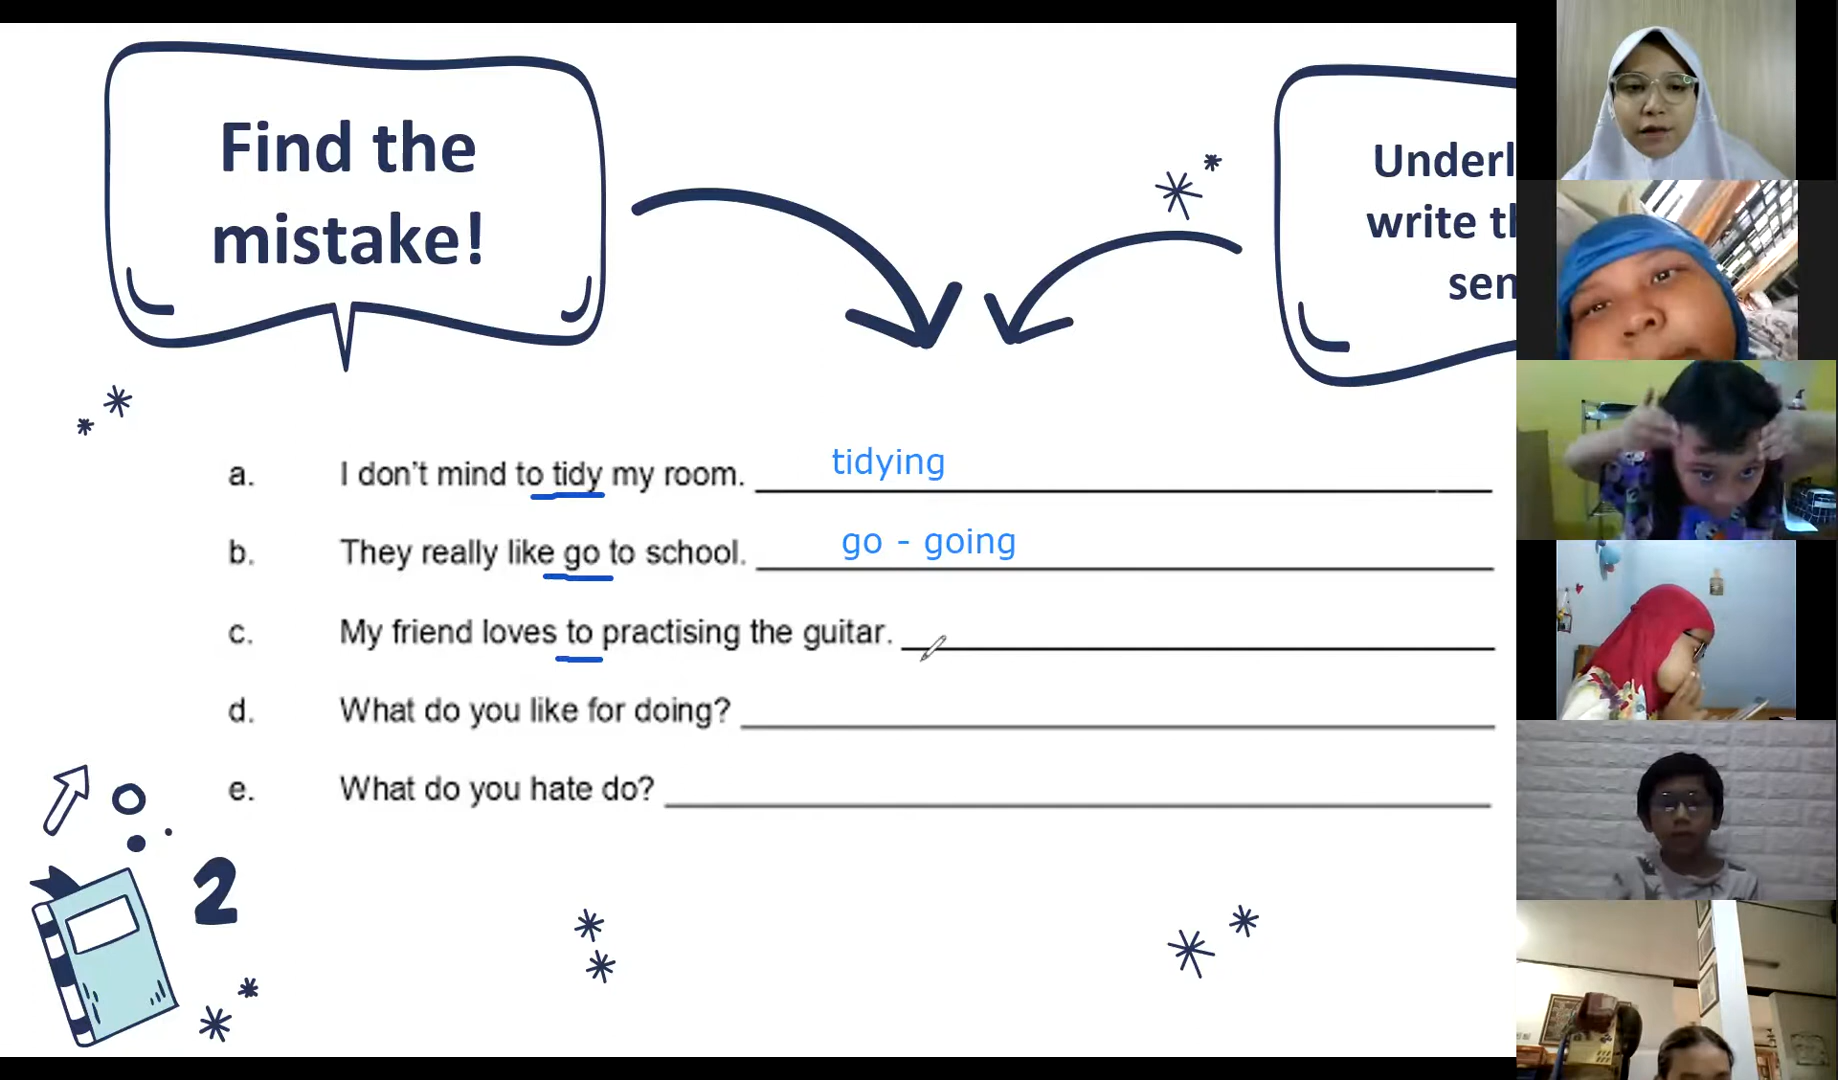 Find the
mistake!
Underl
write th
sen
a. I don't mind to tidy my room. tidying
b. They really like go to school. go - going
c. My friend loves to practising the guitar.
d. What do you like for doing?
e. What do you hate do?
2